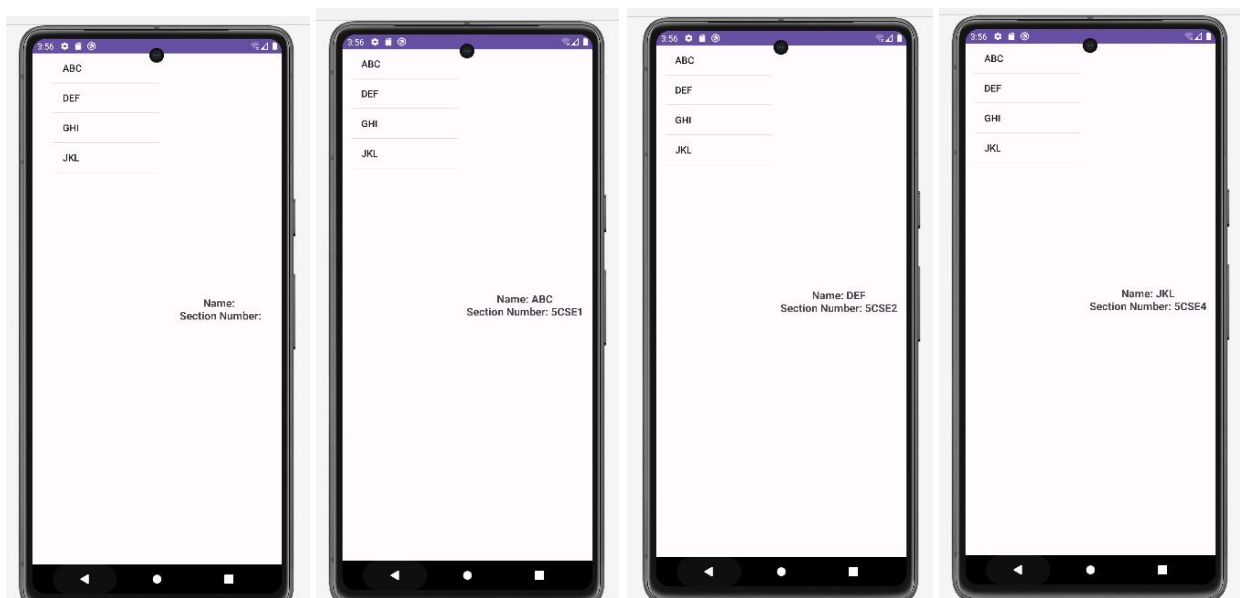 3:56
ABC
DEF
GHI
JKL
Name:
Section Number:
3:56
ABC
DEF
GHI
JKL
Name: ABC
Section Number: 5CSE1
3:56
ABC
DEF
GHI
JKL
Name: DEF
Section Number: 5CSE2
3:56
ABC
DEF
GHI
JKL
Name: JKL
Section Number: 5CSE4